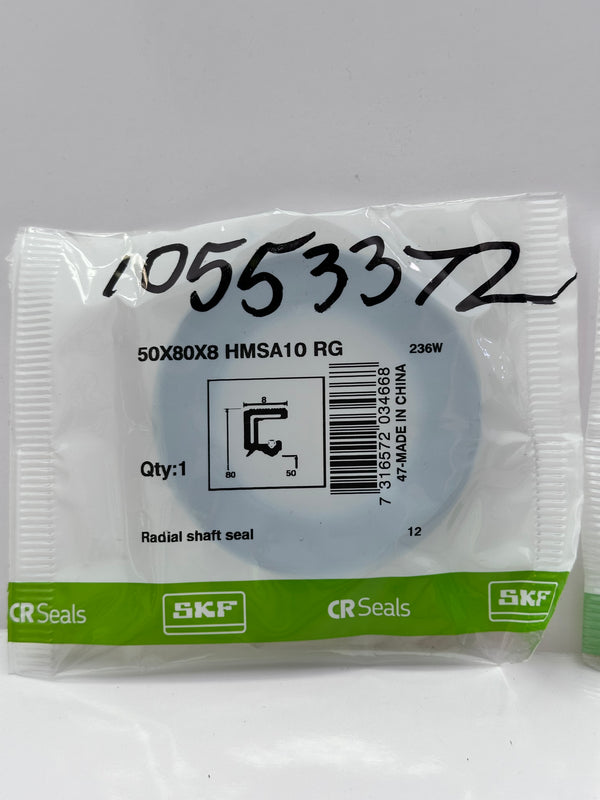 10553372
50X80X8 HMSA10 RG 236W
8
80 50
Qty:1
7 316572 034668
47-MADE IN CHINA
Radial shaft seal 12
CR Seals SKF CR Seals SKF